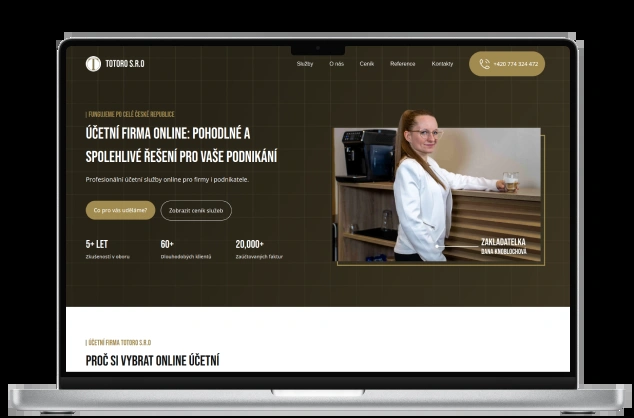 TOTORO S.R.O
Služby
O nás
Ceník
Reference
Kontakty
+420 774 324 472
| FUNGUJEME PO CELÉ ČESKÉ REPUBLICE
ÚČETNÍ FIRMA ONLINE: POHODLNÉ A
SPOLEHLIVÉ ŘEŠENÍ PRO VAŠE PODNIKÁNÍ
Profesionální účetní služby online pro firmy i podnikatele.
Co pro vás uděláme?
Zobrazit ceník služeb
5+ LET
60+
20,000+
Zkušeností v oboru
Dlouhodobých klientů
Zaúčtovaných faktur
ZAKLADATELKA
DANA KNOBLOCHOVÁ
| ÚČETNÍ FIRMA TOTORO S.R.O
PROČ SI VYBRAT ONLINE ÚČETNÍ